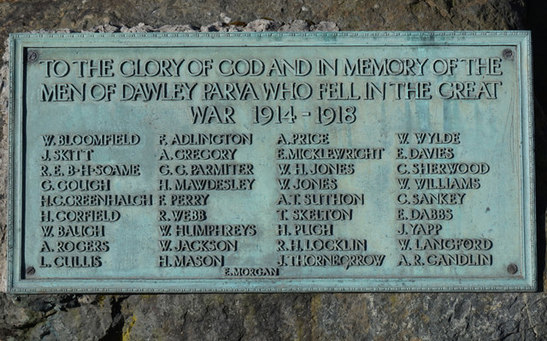 TO THE GLORY OF GOD AND IN MEMORY OF THE
MEN OF DAWLEY PARVA WHO FELL IN THE GREAT
WAR 1914-1918
W. BLOOMFIELD F. ADLINGTON A. PRICE W. WYLDE
J. SKITT A. GREGORY E. MICKLEWRIGHT E. DAVIES
R. E. B-H-SOAME G. G. PARMITER W. H. JONES C. SHERWOOD
G. GOUGH H. MAWDESLEY W. JONES W. WILLIAMS
H.G. GREENHALGH F. PERRY A.T. SUTHON C. SANKEY
H. CORFIELD R. WEBB T. SKELTON E. DABBS
W. BAUGH W. HUMPHREYS H. PUGH J. YAPP
A. ROGERS W. JACKSON R.H. LOCKLIN W. LANGFORD
L. CULLIS H. MASON J. THORNBORROW A. R. CANDLIN
E. MORGAN